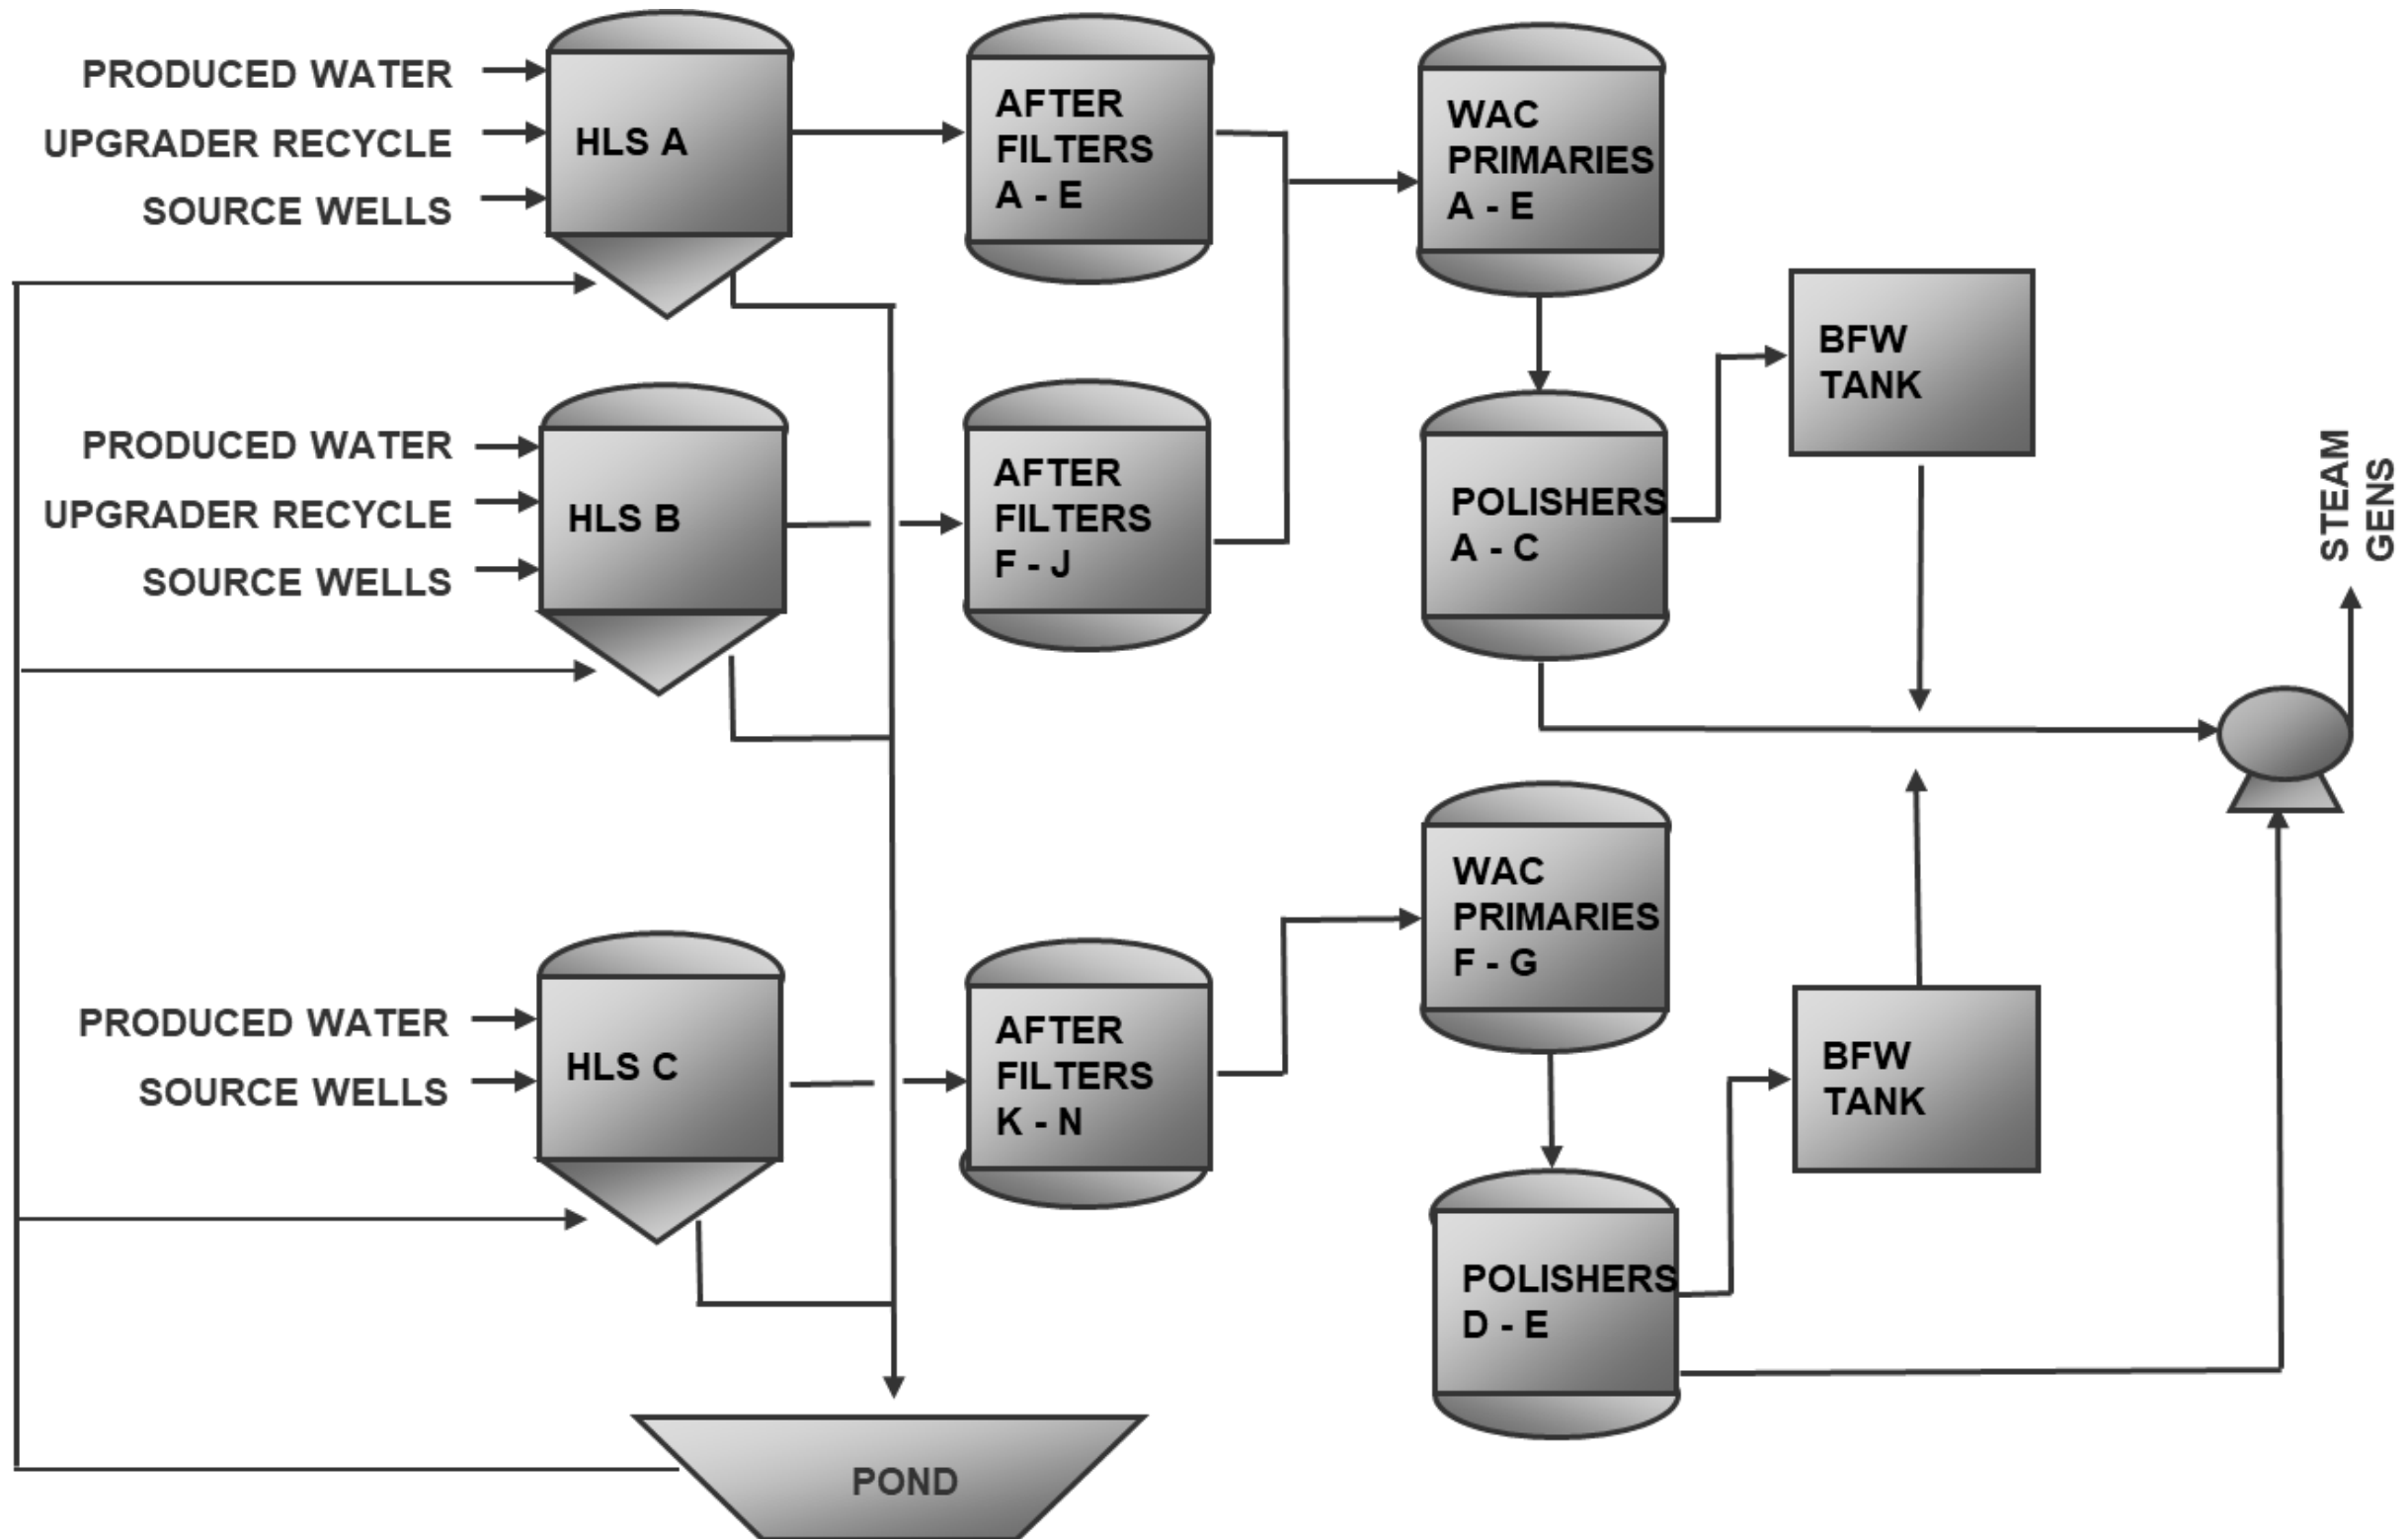 PRODUCED WATER
UPGRADER RECYCLE
SOURCE WELLS
HLS A
AFTER
FILTERS
A - E
WAC
PRIMARIES
A - E
BFW
TANK
PRODUCED WATER
UPGRADER RECYCLE
SOURCE WELLS
HLS B
AFTER
FILTERS
F - J
POLISHERS
A - C
STEAM
GENS
PRODUCED WATER
SOURCE WELLS
HLS C
AFTER
FILTERS
K - N
WAC
PRIMARIES
F - G
BFW
TANK
POLISHERS
D - E
POND